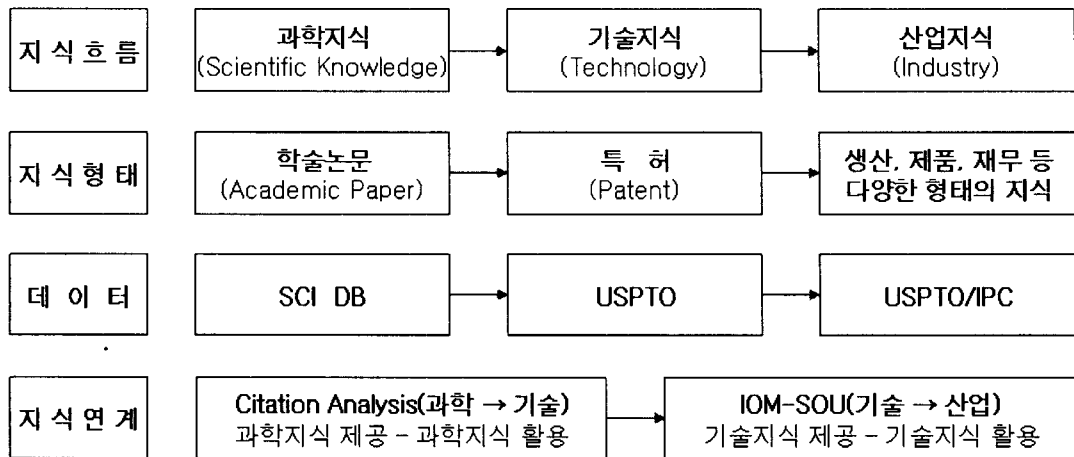 지 식 흐 름
과학지식
(Scientific Knowledge)
기술지식
(Technology)
산업지식
(Industry)
지 식 형 태
학술논문
(Academic Paper)
특 허
(Patent)
생산, 제품, 재무 등
다양한 형태의 지식
데 이 터
SCI DB
USPTO
USPTO/IPC
지 식 연 계
Citation Analysis(과학 → 기술)
과학지식 제공 - 과학지식 활용
IOM-SOU(기술 → 산업)
기술지식 제공 - 기술지식 활용